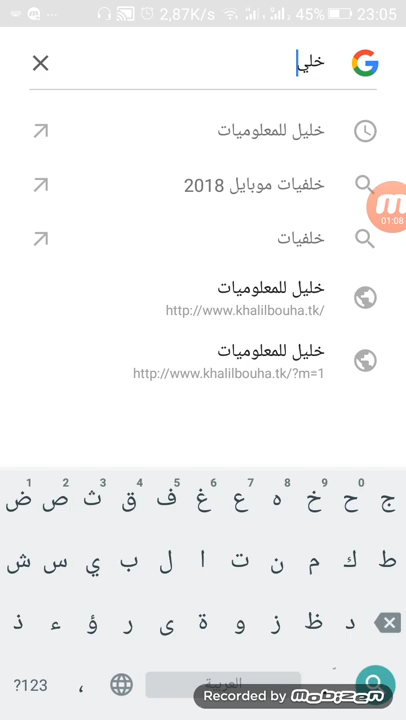 2,87K/s 45% 23:05
خلي
خليل للمعلوميات
خلفيات موبايل 2018
خلفيات
خليل للمعلوميات
http://www.khalilbouha.tk/
خليل للمعلوميات
http://www.khalilbouha.tk/?m=1
01:08
1 2 3 4 5 6 7 8 9 0
ض ص ث ق ف غ ع ه خ ح ج
ش س ي ب ل ا ت ن م ك ط
ذ ء ؤ ر ى ة و ز ظ د
?123 ، العربية
Recorded by mobizen